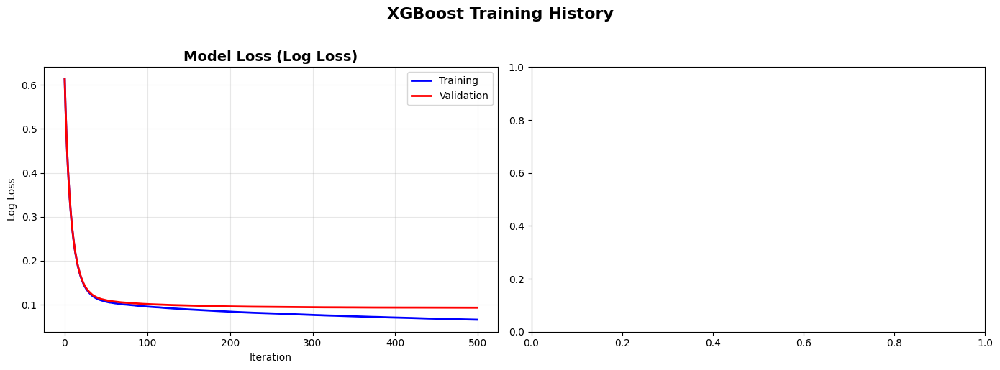 XGBoost Training History
Model Loss (Log Loss)
Training
Validation
Log Loss
0.6
0.5
0.4
0.3
0.2
0.1
0 100 200 300 400 500
Iteration
1.0
0.8
0.6
0.4
0.2
0.0
0.0 0.2 0.4 0.6 0.8 1.0